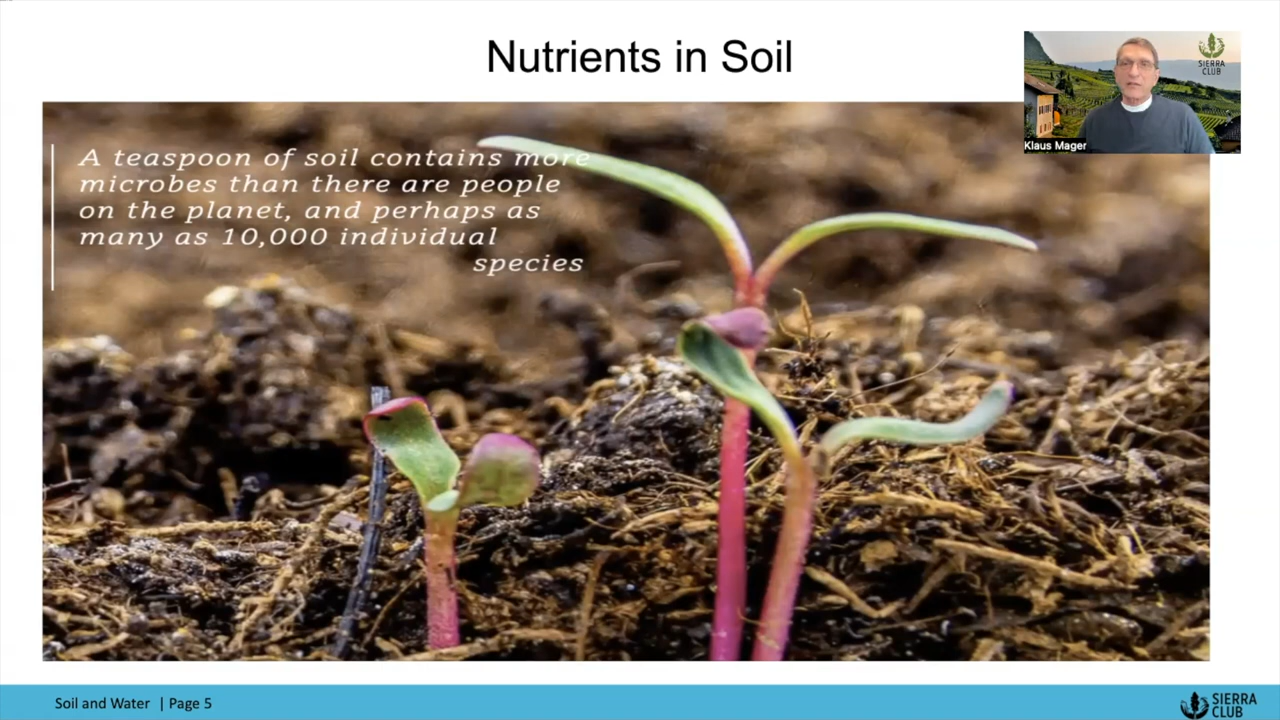 Nutrients in Soil
SIERRA
CLUB
Klaus Mager
A teaspoon of soil contains more
microbes than there are people
on the planet, and perhaps as
many as 10,000 individual
species
Soil and Water | Page 5
SIERRA
CLUB